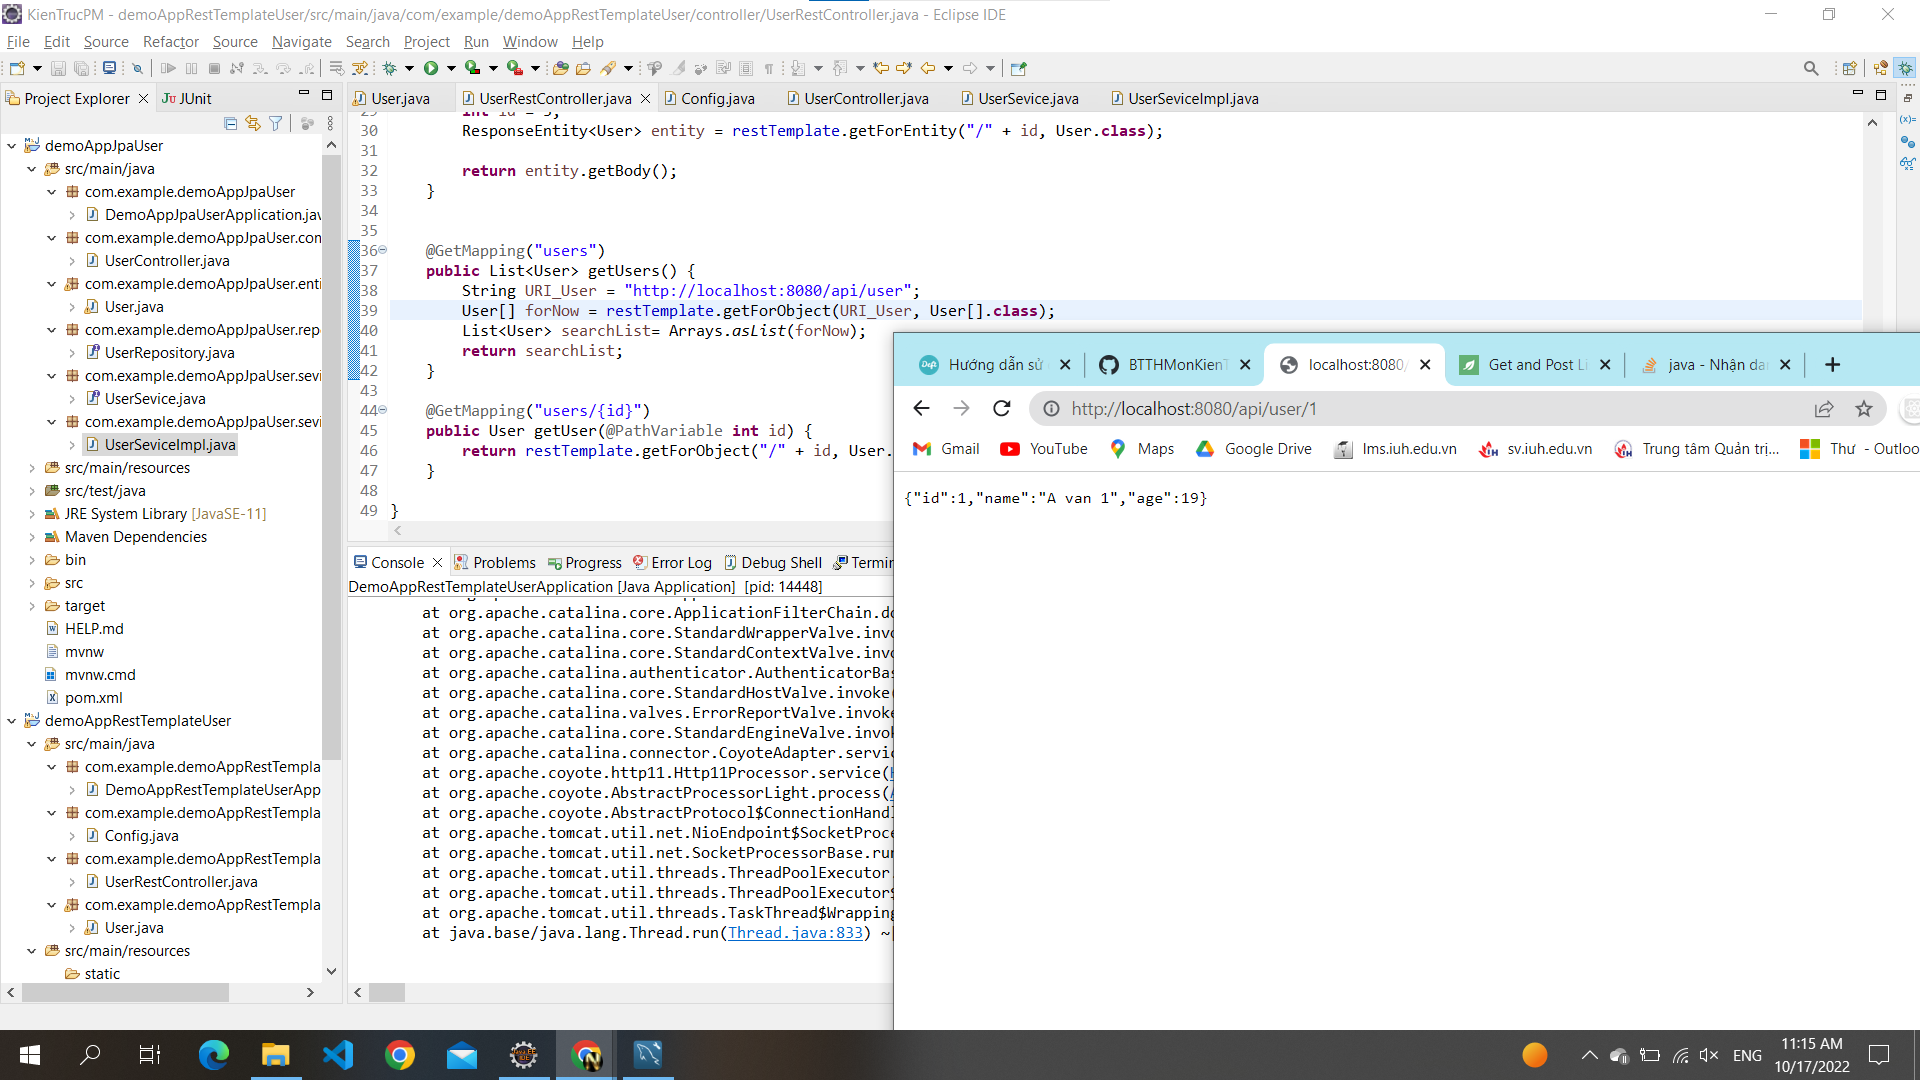 KienTrucPM - demoAppRestTemplateUser/src/main/java/com/example/demoAppRestTemplateUser/controller/UserRestController.java - Eclipse IDE
File Edit Source Refactor Source Navigate Search Project Run Window Help
Project Explorer JUnit
demoAppJpaUser
src/main/java
com.example.demoAppJpaUser
DemoAppJpaUserApplication.jav
com.example.demoAppJpaUser.con
UserController.java
com.example.demoAppJpaUser.enti
User.java
com.example.demoAppJpaUser.rep
UserRepository.java
com.example.demoAppJpaUser.sevi
UserSevice.java
com.example.demoAppJpaUser.sevi
UserSeviceImpl.java
src/main/resources
src/test/java
JRE System Library [JavaSE-11]
Maven Dependencies
bin
src
target
HELP.md
mvnw
mvnw.cmd
pom.xml
demoAppRestTemplateUser
src/main/java
com.example.demoAppRestTempla
DemoAppRestTemplateUserApp
com.example.demoAppRestTempla
Config.java
com.example.demoAppRestTempla
UserRestController.java
com.example.demoAppRestTempla
User.java
src/main/resources
static
User.java UserRestController.java Config.java UserController.java UserSevice.java UserSeviceImpl.java
30 ResponseEntity<User> entity = restTemplate.getForEntity("/" + id, User.class);
31
32 return entity.getBody();
33 }
34
35
36 @GetMapping("users")
37 public List<User> getUsers() {
38 String URI_User = "http://localhost:8080/api/user";
39 User[] forNow = restTemplate.getForObject(URI_User, User[].class);
40 List<User> searchList= Arrays.asList(forNow);
41 return searchList;
42 }
43
44 @GetMapping("users/{id}")
45 public User getUser(@PathVariable int id) {
46 return restTemplate.getForObject("/" + id, User.
47 }
48
49 }
Console Problems Progress Error Log Debug Shell Termin
DemoAppRestTemplateUserApplication [Java Application] [pid: 14448]
at org.apache.catalina.core.ApplicationFilterChain.do
at org.apache.catalina.core.StandardWrapperValve.invo
at org.apache.catalina.core.StandardContextValve.invo
at org.apache.catalina.authenticator.AuthenticatorBas
at org.apache.catalina.core.StandardHostValve.invoke(
at org.apache.catalina.valves.ErrorReportValve.invoke
at org.apache.catalina.core.StandardEngineValve.invok
at org.apache.catalina.connector.CoyoteAdapter.servic
at org.apache.coyote.http11.Http11Processor.service(
at org.apache.coyote.AbstractProcessorLight.process(
at org.apache.coyote.AbstractProtocol$ConnectionHandl
at org.apache.tomcat.util.net.NioEndpoint$SocketProce
at org.apache.tomcat.util.net.SocketProcessorBase.run
at org.apache.tomcat.util.threads.ThreadPoolExecutor.
at org.apache.tomcat.util.threads.ThreadPoolExecutor$
at org.apache.tomcat.util.threads.TaskThread$Wrapping
at java.base/java.lang.Thread.run(Thread.java:833) ~
Hướng dẫn sử BTTHMonKienT localhost:8080/ Get and Post Li java - Nhận dạ
http://localhost:8080/api/user/1
Gmail YouTube Maps Google Drive lms.iuh.edu.vn sv.iuh.edu.vn Trung tâm Quản trị... Thư - Outloo
{"id":1,"name":"A van 1","age":19}
ENG
11:15 AM
10/17/2022